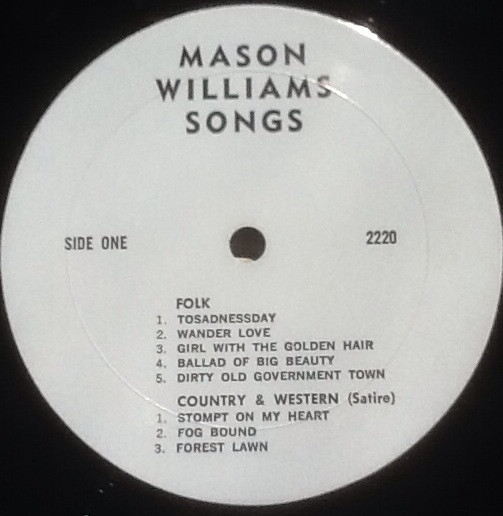 MASON
WILLIAMS
SONGS
SIDE ONE 2220
FOLK
1. TOSADNESSDAY
2. WANDER LOVE
3. GIRL WITH THE GOLDEN HAIR
4. BALLAD OF BIG BEAUTY
5. DIRTY OLD GOVERNMENT TOWN
COUNTRY & WESTERN (Satire)
1. STOMPT ON MY HEART
2. FOG BOUND
3. FOREST LAWN